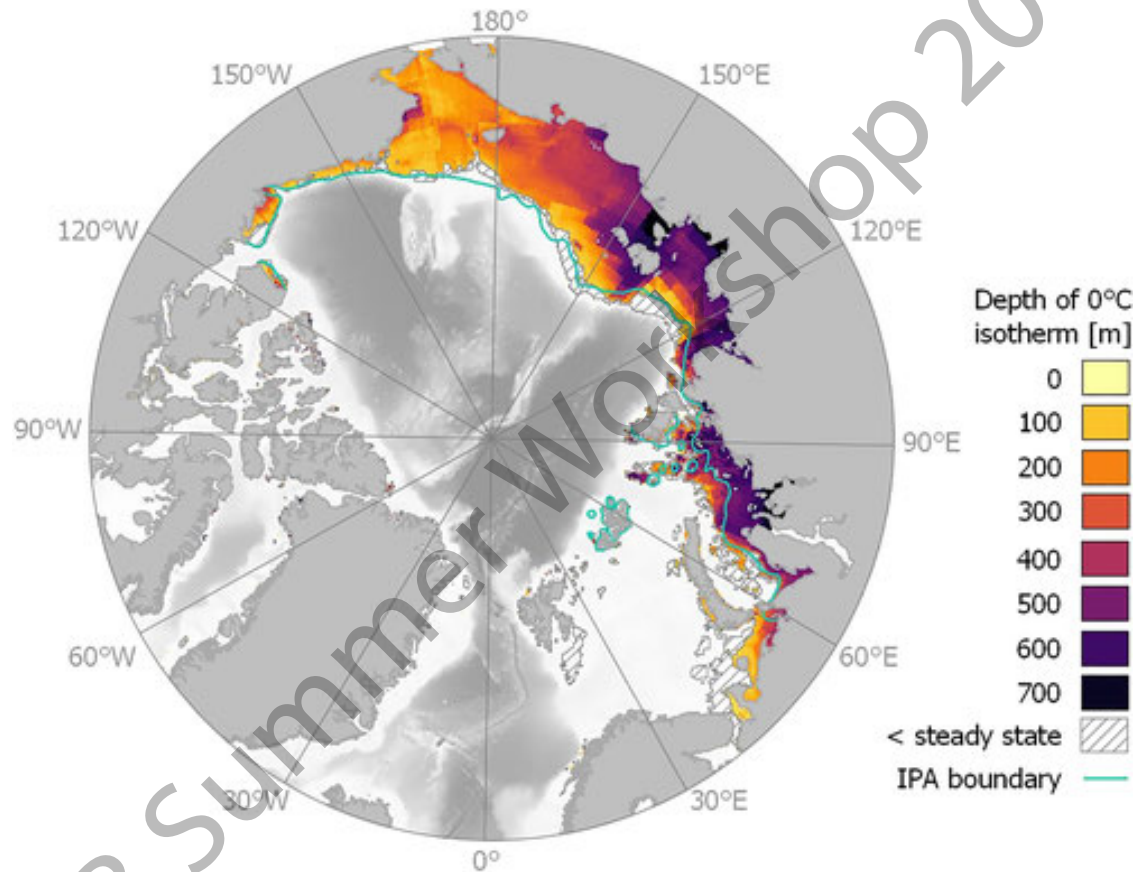 180°
150°W
150°E
120°W
120°E
90°W
90°E
60°W
60°E
30°W
30°E
0°
Depth of 0°C
isotherm [m]
0
100
200
300
400
500
600
700
< steady state
IPA boundary
Summer Workshop 20